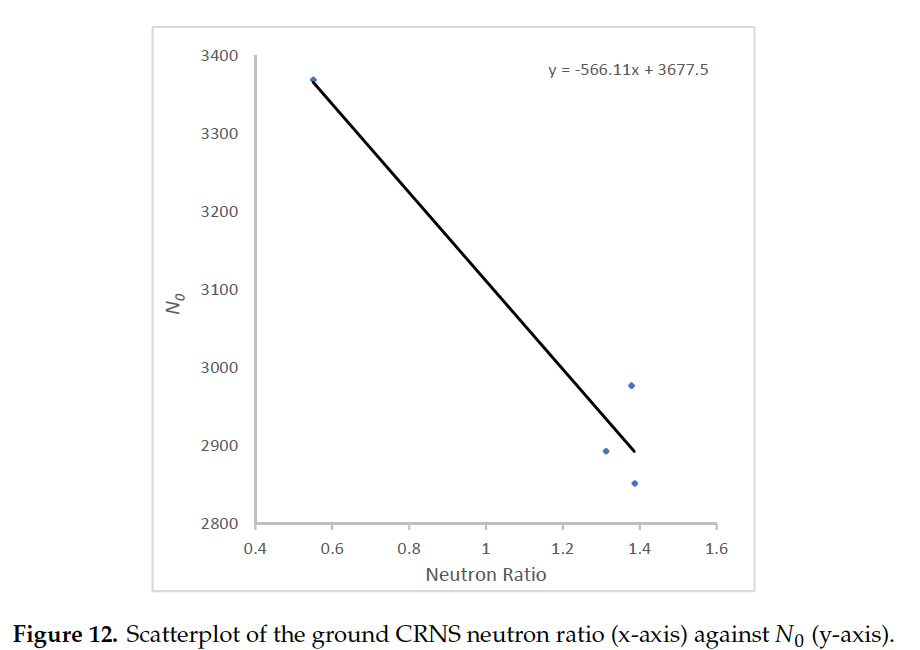 y = -566.11x + 3677.5
3400
3300
3200
3100
3000
2900
2800
N0
0.4 0.6 0.8 1 1.2 1.4 1.6
Neutron Ratio
Figure 12. Scatterplot of the ground CRNS neutron ratio (x-axis) against N0 (y-axis).